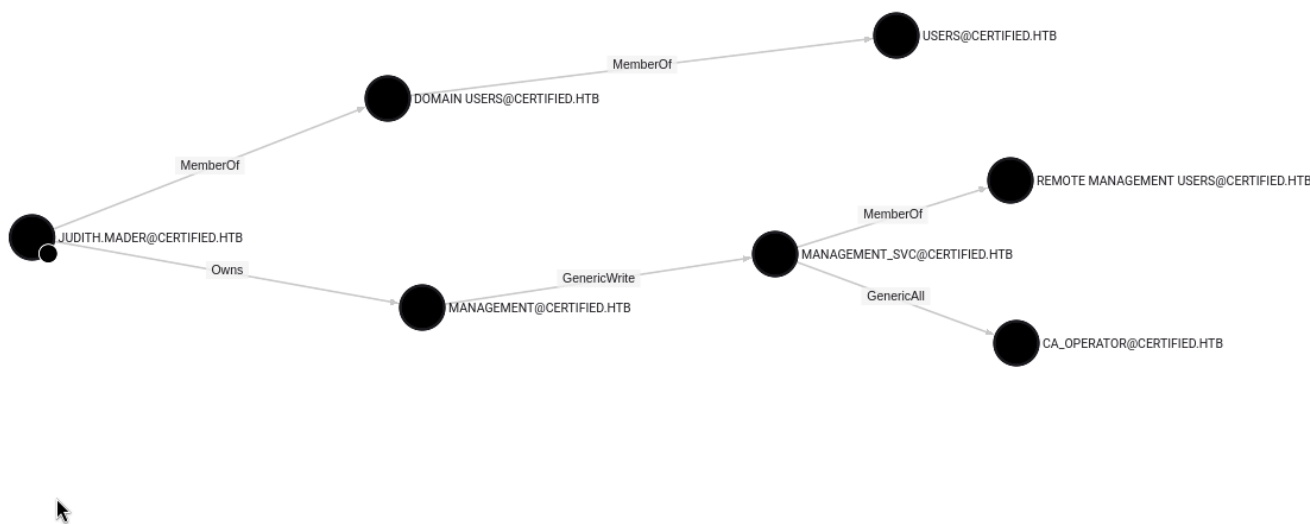 USERS@CERTIFIED.HTB
MemberOf
DOMAIN USERS@CERTIFIED.HTB
MemberOf
REMOTE MANAGEMENT USERS@CERTIFIED.HTB
MemberOf
JUDITH.MADER@CERTIFIED.HTB
MANAGEMENT_SVC@CERTIFIED.HTB
Owns
GenericWrite
GenericAll
MANAGEMENT@CERTIFIED.HTB
CA_OPERATOR@CERTIFIED.HTB